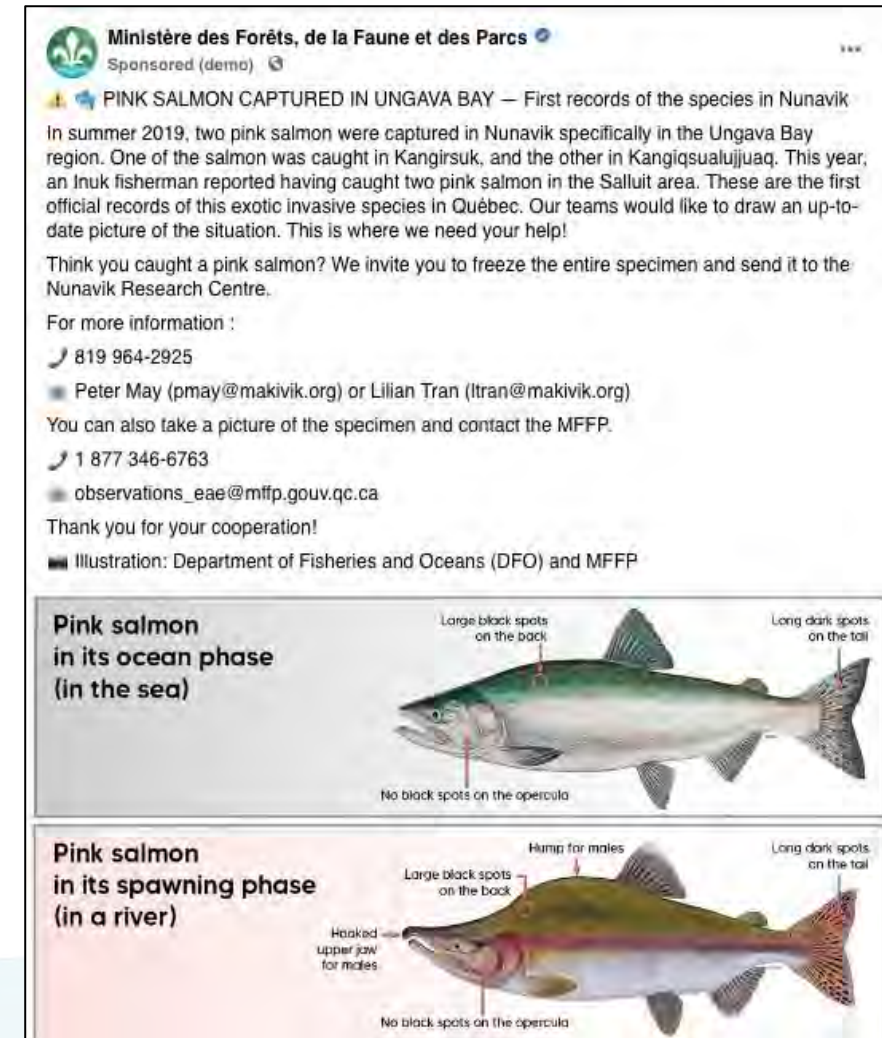 Ministère des Forêts, de la Faune et des Parcs
Sponsored (demo)
PINK SALMON CAPTURED IN UNGAVA BAY — First records of the species in Nunavik
In summer 2019, two pink salmon were captured in Nunavik specifically in the Ungava Bay
region. One of the salmon was caught in Kangirsuk, and the other in Kangiqsualujjuaq. This year,
an Inuk fisherman reported having caught two pink salmon in the Salluit area. These are the first
official records of this exotic invasive species in Québec. Our teams would like to draw an up-to-
date picture of the situation. This is where we need your help!
Think you caught a pink salmon? We invite you to freeze the entire specimen and send it to the
Nunavik Research Centre.
For more information :
819 964-2925
Peter May (pmay@makivik.org) or Lilian Tran (ltran@makivik.org)
You can also take a picture of the specimen and contact the MFFP.
1 877 346-6763
observations_eae@mffp.gouv.qc.ca
Thank you for your cooperation!
Illustration: Department of Fisheries and Oceans (DFO) and MFFP
Pink salmon
in its ocean phase
(in the sea)
Large black spots
on the back
Long dark spots
on the tail
No black spots on the opercula
Pink salmon
in its spawning phase
(in a river)
Hump for males
Large black spots
on the back
Long dark spots
on the tail
Hooked
upper jaw
for males
No black spots on the opercula